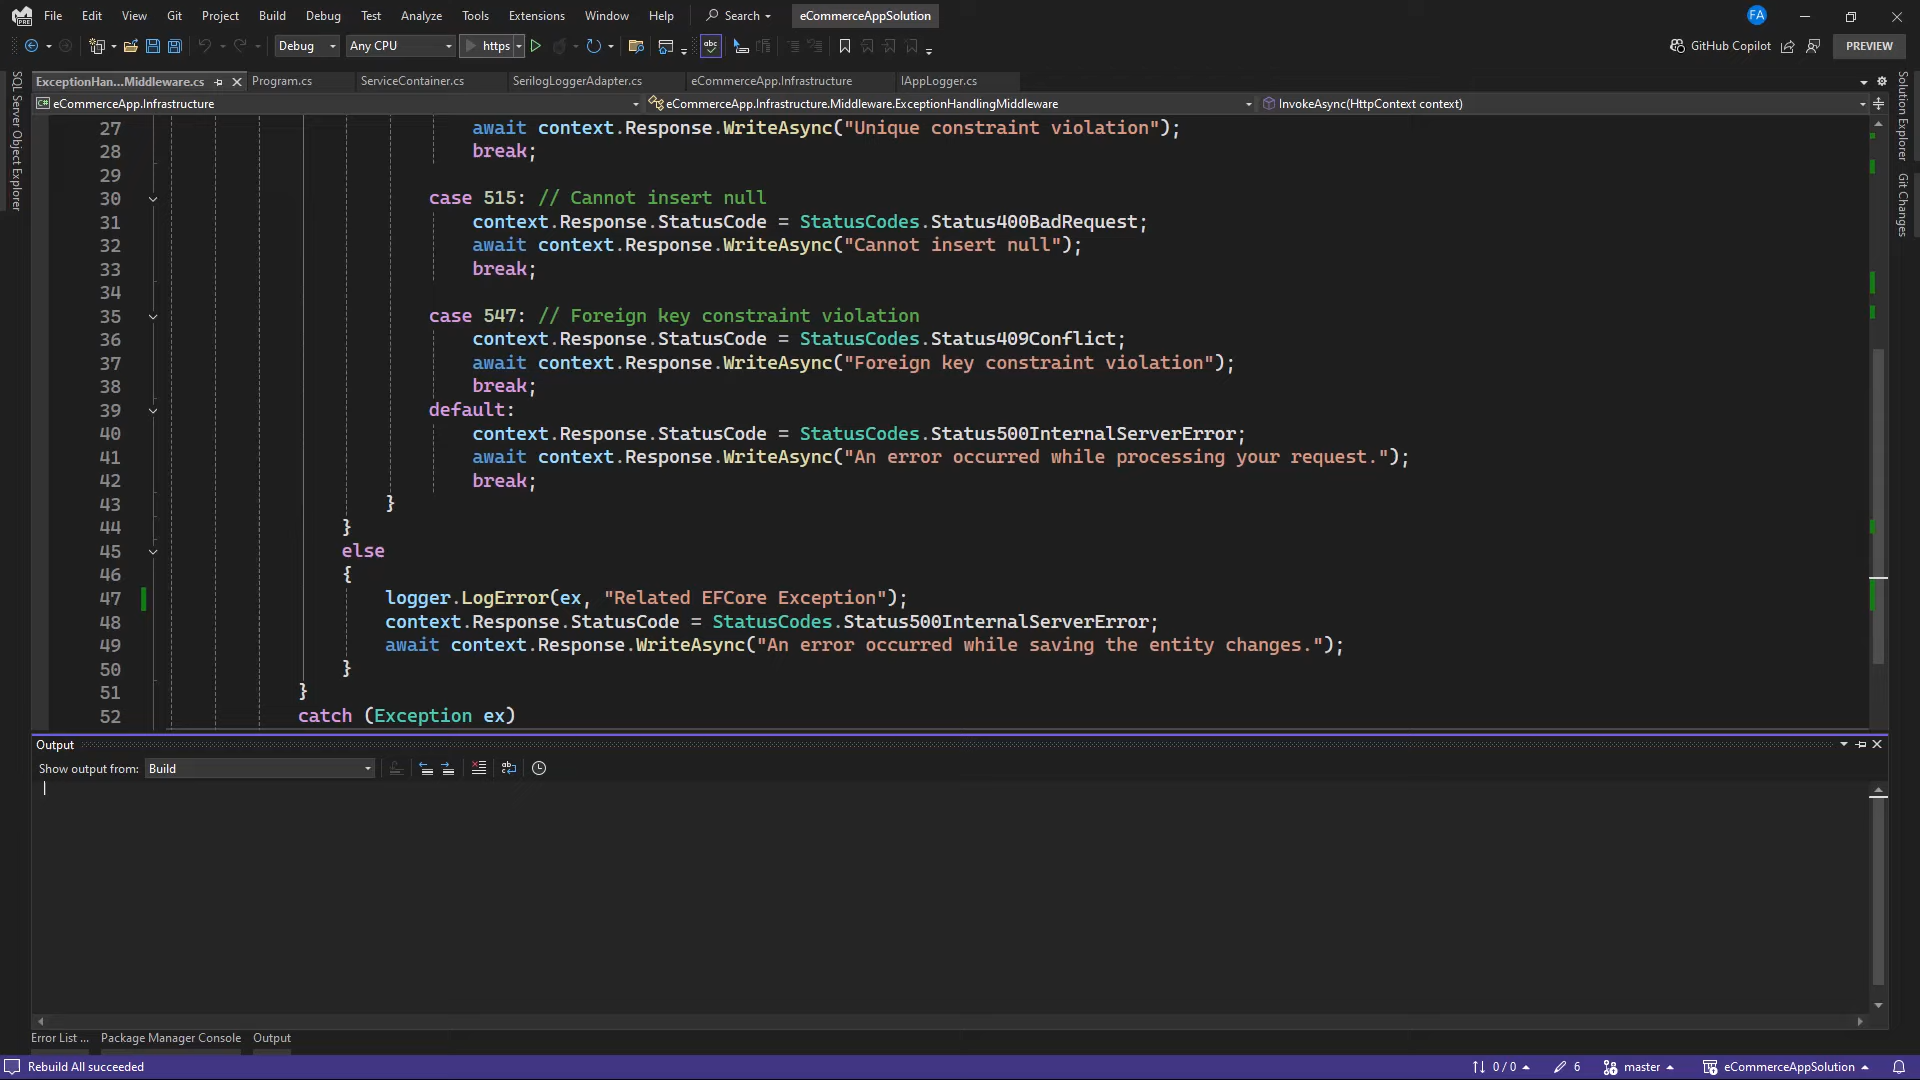 File Edit View Git Project Build Debug Test Analyze Tools Extensions Window Help Search eCommerceAppSolution FA
Debug Any CPU https GitHub Copilot PREVIEW
ExceptionHan...Middleware.cs Program.cs ServiceContainer.cs SerilogLoggerAdapter.cs eCommerceApp.Infrastructure IAppLogger.cs
eCommerceApp.Infrastructure eCommerceApp.Infrastructure.Middleware.ExceptionHandlingMiddleware InvokeAsync(HttpContext context)
SQL Server Object Explorer
Solution Explorer
Git Changes
27 await context.Response.WriteAsync("Unique constraint violation");
28 break;
29
30 case 515: // Cannot insert null
31 context.Response.StatusCode = StatusCodes.Status400BadRequest;
32 await context.Response.WriteAsync("Cannot insert null");
33 break;
34
35 case 547: // Foreign key constraint violation
36 context.Response.StatusCode = StatusCodes.Status409Conflict;
37 await context.Response.WriteAsync("Foreign key constraint violation");
38 break;
39 default:
40 context.Response.StatusCode = StatusCodes.Status500InternalServerError;
41 await context.Response.WriteAsync("An error occurred while processing your request.");
42 break;
43 }
44 }
45 else
46 {
47 logger.LogError(ex, "Related EFCore Exception");
48 context.Response.StatusCode = StatusCodes.Status500InternalServerError;
49 await context.Response.WriteAsync("An error occurred while saving the entity changes.");
50 }
51 }
52 catch (Exception ex)
Output
Show output from: Build
Error List ... Package Manager Console Output
Rebuild All succeeded 0 / 0 6 master eCommerceAppSolution